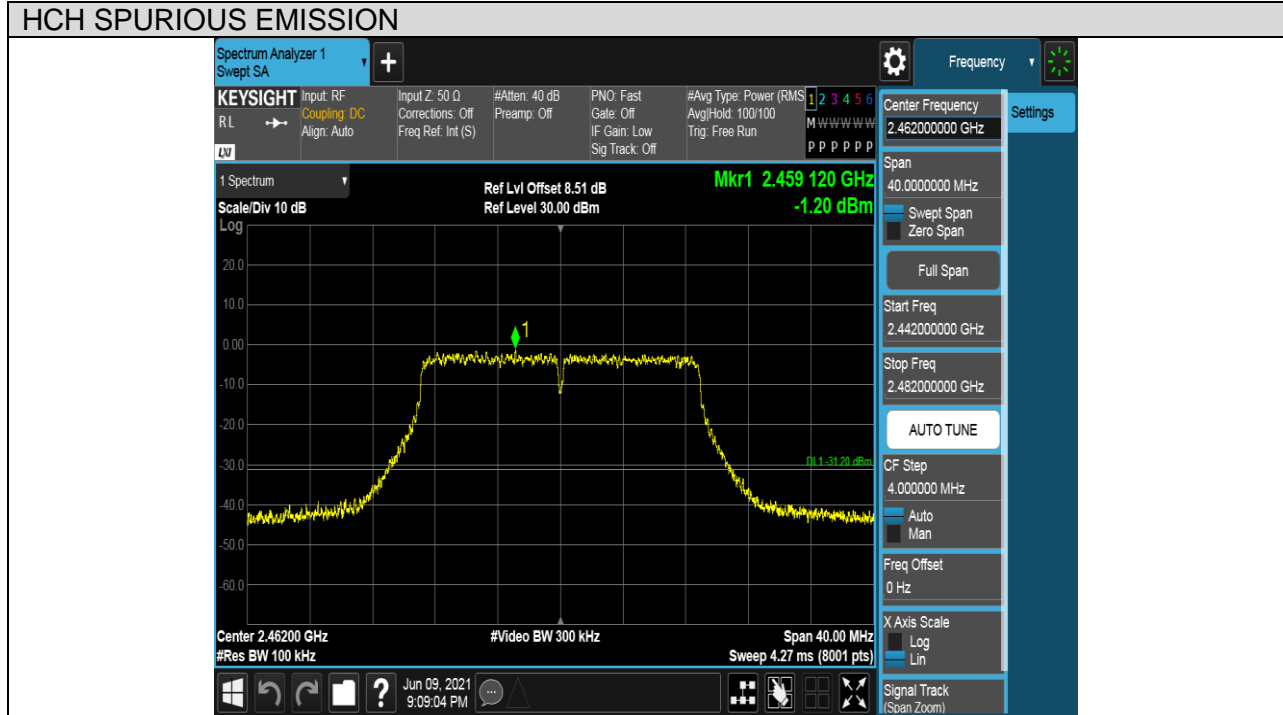 HCH SPURIOUS EMISSION
Spectrum Analyzer 1
Swept SA
+
Frequency
KEYSIGHT
RL
LXI
Input: RF
Coupling: DC
Align: Auto
Input Z: 50 Ω
Corrections: Off
Freq Ref: Int (S)
#Atten: 40 dB
Preamp: Off
PNO: Fast
Gate: Off
IF Gain: Low
Sig Track: Off
#Avg Type: Power (RMS
Avg|Hold: 100/100
Trig: Free Run
1 2 3 4 5 6
M W W W W W
P P P P P P
1 Spectrum
Scale/Div 10 dB
Ref Lvl Offset 8.51 dB
Ref Level 30.00 dBm
Mkr1 2.459 120 GHz
-1.20 dBm
Log
20.0
10.0
0.00
-10.0
-20.0
-30.0
-40.0
-50.0
-60.0
1
DL1 -31.20 dBm
Center 2.46200 GHz
#Res BW 100 kHz
#Video BW 300 kHz
Span 40.00 MHz
Sweep 4.27 ms (8001 pts)
Center Frequency
2.462000000 GHz
Settings
Span
40.0000000 MHz
Swept Span
Zero Span
Full Span
Start Freq
2.442000000 GHz
Stop Freq
2.482000000 GHz
AUTO TUNE
CF Step
4.000000 MHz
Auto
Man
Freq Offset
0 Hz
X Axis Scale
Log
Lin
Signal Track
(Span Zoom)
?
Jun 09, 2021
9:09:04 PM